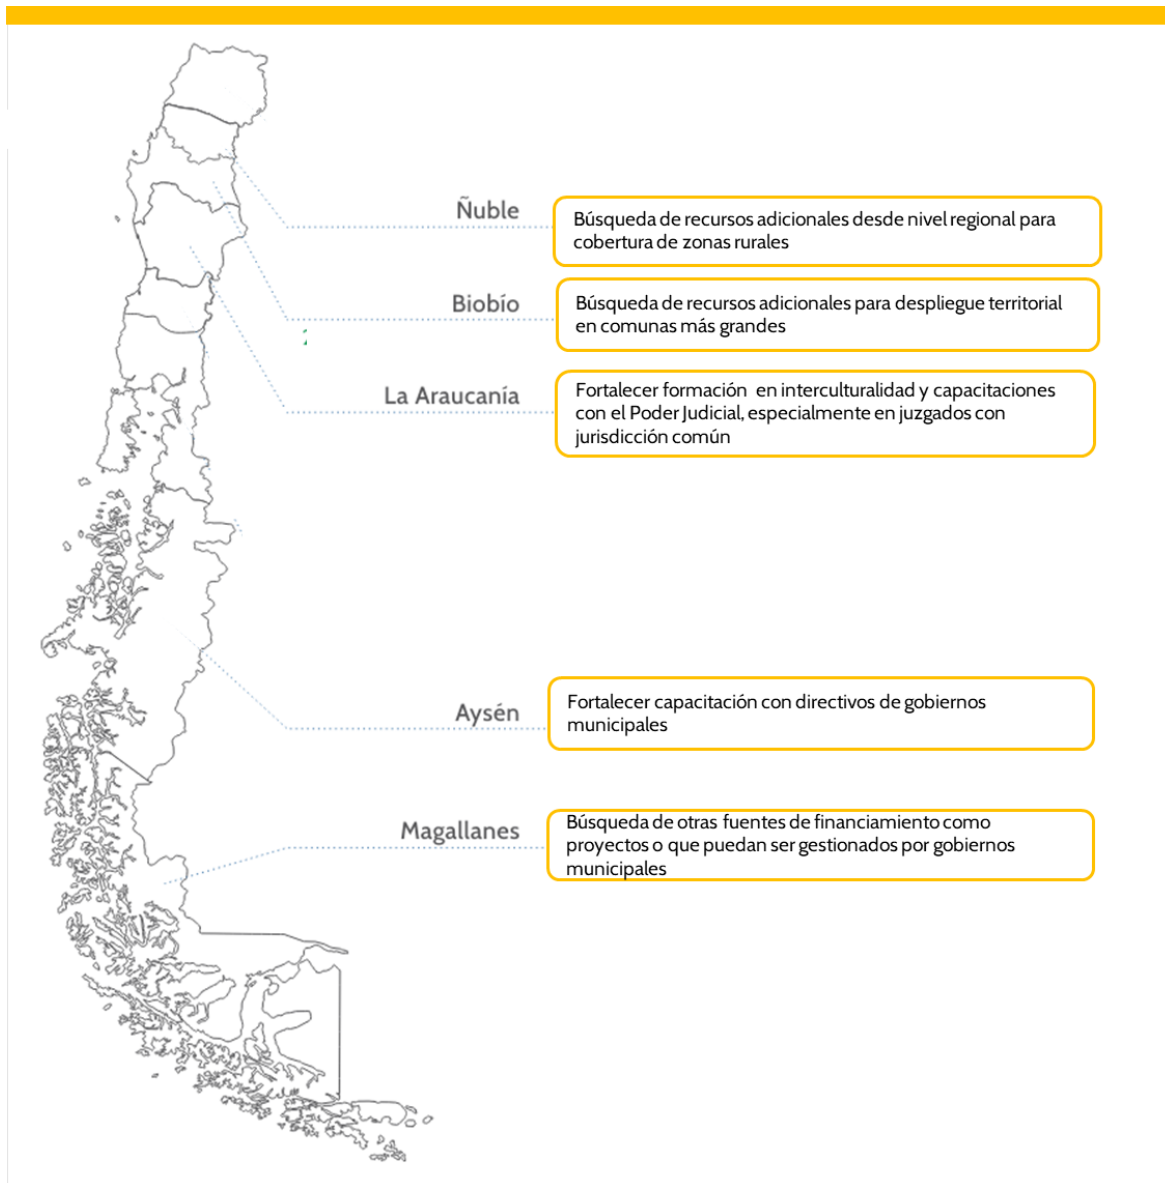 Ñuble
Búsqueda de recursos adicionales desde nivel regional para
cobertura de zonas rurales
Biobío
Búsqueda de recursos adicionales para despliegue territorial
en comunas más grandes
La Araucanía
Fortalecer formación en interculturalidad y capacitaciones
con el Poder Judicial, especialmente en juzgados con
jurisdicción común
Aysén
Fortalecer capacitación con directivos de gobiernos
municipales
Magallanes
Búsqueda de otras fuentes de financiamiento como
proyectos o que puedan ser gestionados por gobiernos
municipales